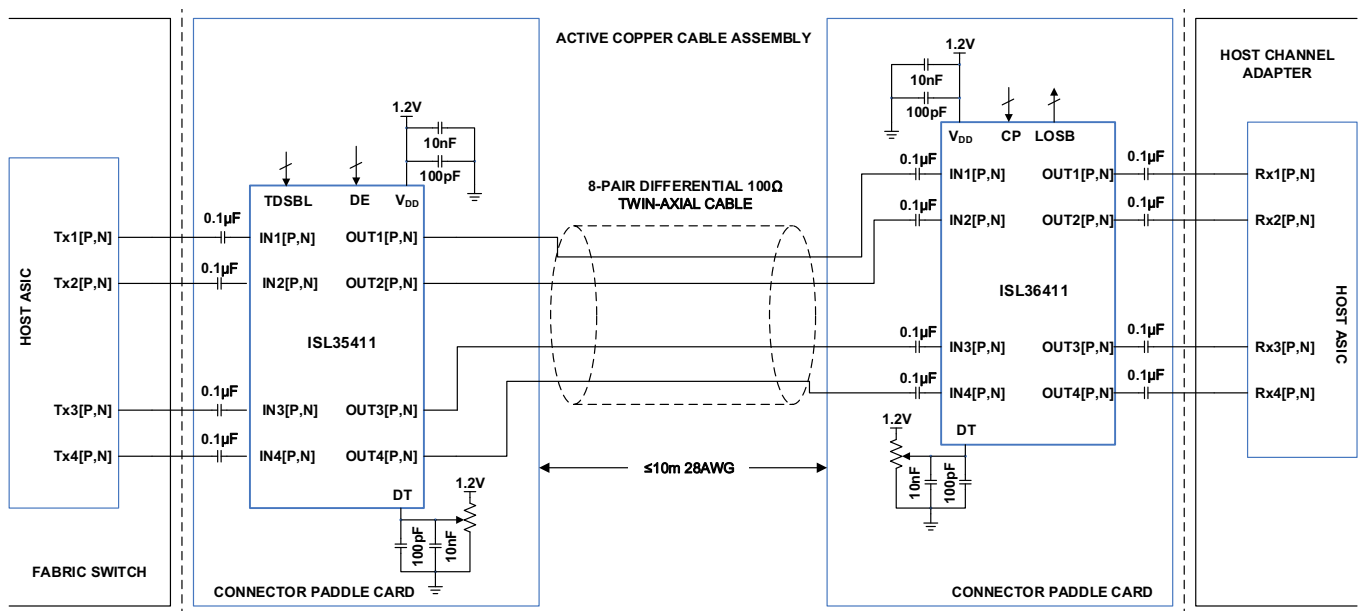 ACTIVE COPPER CABLE ASSEMBLY
FABRIC SWITCH
HOST ASIC
Tx1[P,N]
Tx2[P,N]
Tx3[P,N]
Tx4[P,N]
0.1µF
0.1µF
0.1µF
0.1µF
CONNECTOR PADDLE CARD
1.2V
10nF
100pF
TDSBL
DE
VDD
IN1[P,N]
OUT1[P,N]
IN2[P,N]
OUT2[P,N]
ISL35411
IN3[P,N]
OUT3[P,N]
IN4[P,N]
OUT4[P,N]
DT
1.2V
100pF
10nF
8-PAIR DIFFERENTIAL 100Ω
TWIN-AXIAL CABLE
≤10m 28AWG
1.2V
10nF
100pF
VDD
CP
LOSB
0.1µF
0.1µF
0.1µF
0.1µF
IN1[P,N]
OUT1[P,N]
IN2[P,N]
OUT2[P,N]
ISL36411
IN3[P,N]
OUT3[P,N]
IN4[P,N]
OUT4[P,N]
DT
1.2V
10nF
100pF
CONNECTOR PADDLE CARD
0.1µF
0.1µF
0.1µF
0.1µF
HOST CHANNEL
ADAPTER
Rx1[P,N]
Rx2[P,N]
Rx3[P,N]
Rx4[P,N]
HOST ASIC